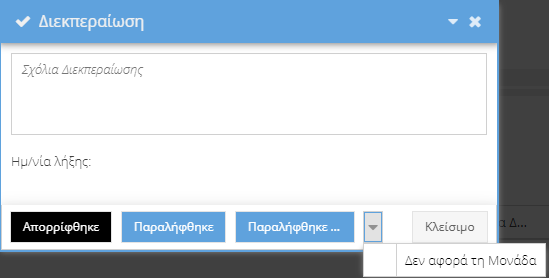 Διεκπεραίωση
Σχόλια Διεκπεραίωσης
Ημ/νία λήξης:
Απορρίφθηκε Παραλήφθηκε Παραλήφθηκε ... Κλείσιμο
α Δ...
Δεν αφορά τη Μονάδα